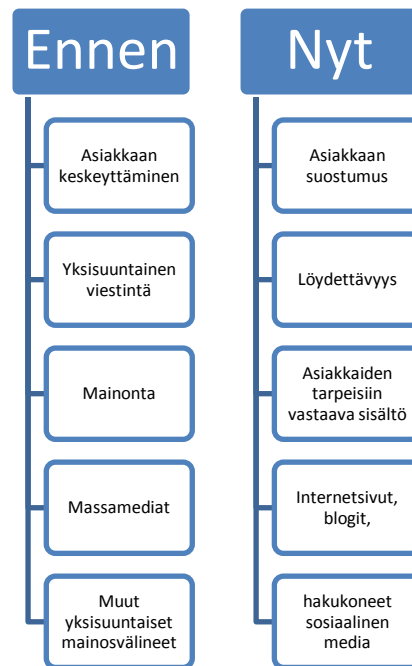 Ennen
Asiakkaan
keskeyttäminen
Yksisuuntainen
viestintä
Mainonta
Massamediat
Muut
yksisuuntaiset
mainosvälineet
Nyt
Asiakkaan
suostumus
Löydettävyys
Asiakkaiden
tarpeisiin
vastaava sisältö
Internetsivut,
blogit,
hakukoneet
sosiaalinen
media